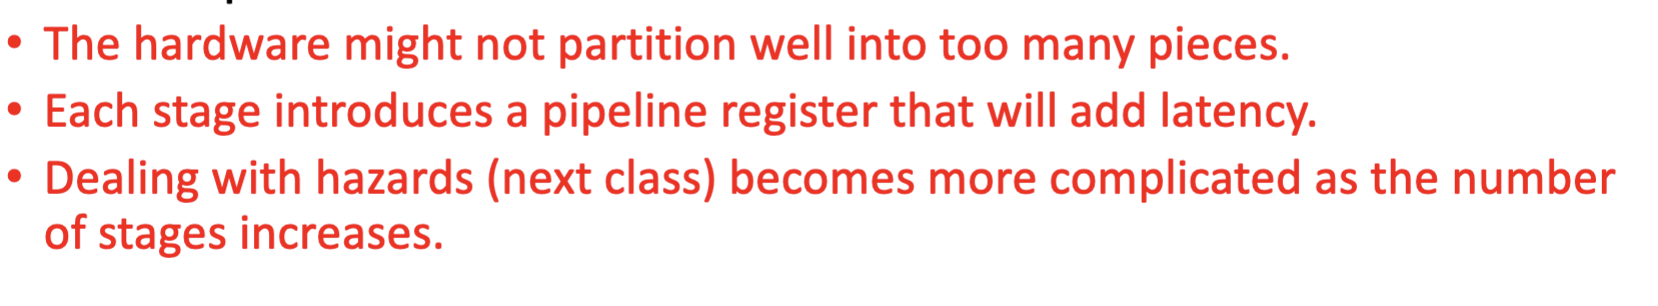 • The hardware might not partition well into too many pieces.
• Each stage introduces a pipeline register that will add latency.
• Dealing with hazards (next class) becomes more complicated as the number
of stages increases.